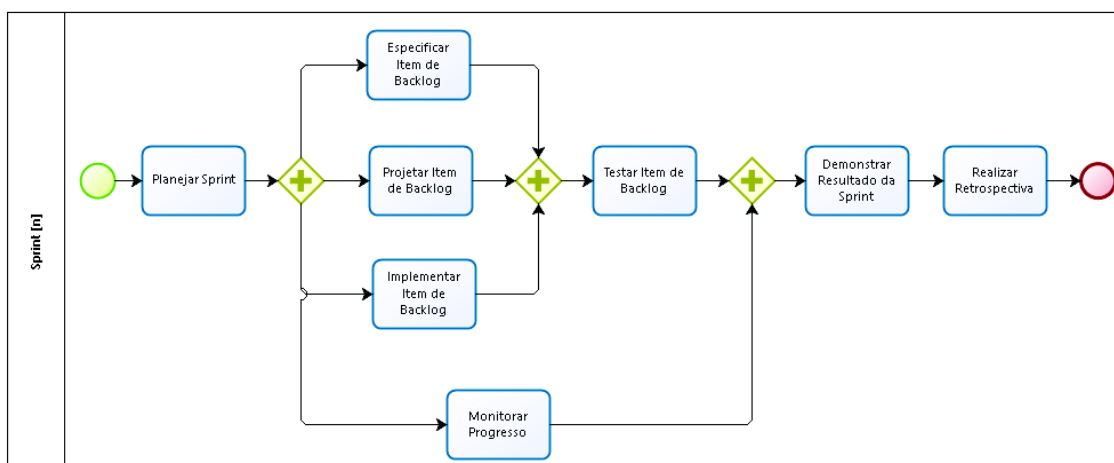 Sprint [n]
Planejar Sprint
Especificar
Item de
Backlog
Projetar Item
de Backlog
Implementar
Item de
Backlog
Monitorar
Progresso
Testar Item de
Backlog
Demonstrar
Resultado da
Sprint
Realizar
Retrospectiva